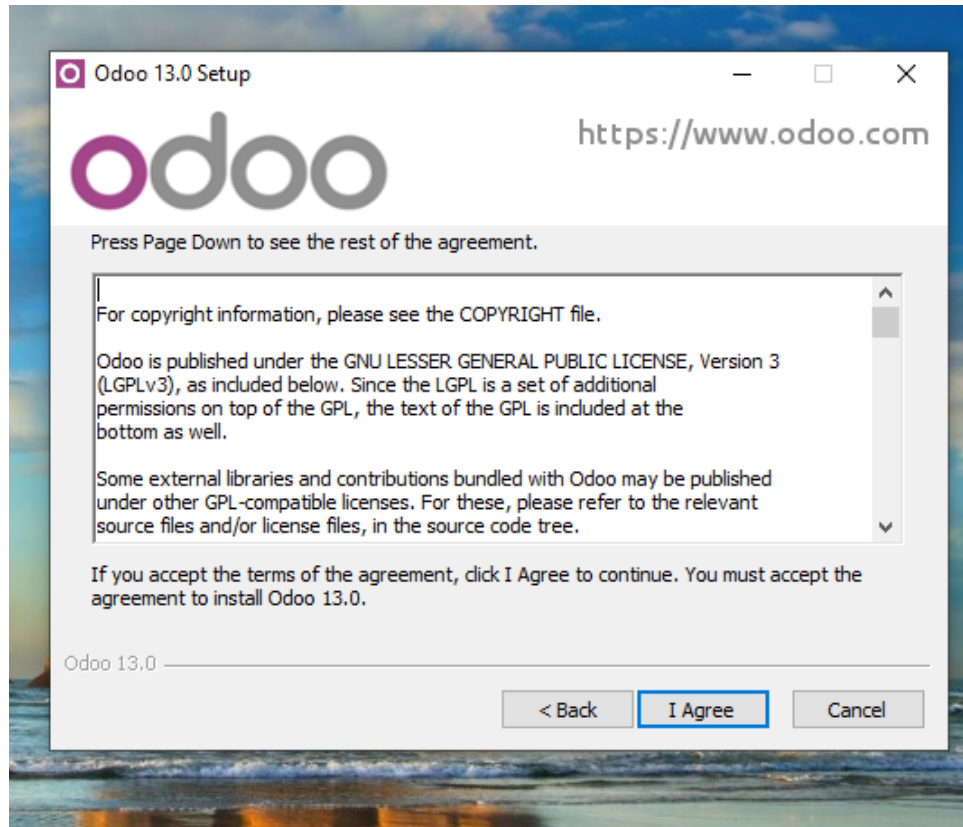 Odoo 13.0 Setup
odoo
https://www.odoo.com
Press Page Down to see the rest of the agreement.
For copyright information, please see the COPYRIGHT file.
Odoo is published under the GNU LESSER GENERAL PUBLIC LICENSE, Version 3
(LGPLv3), as included below. Since the LGPL is a set of additional
permissions on top of the GPL, the text of the GPL is included at the
bottom as well.
Some external libraries and contributions bundled with Odoo may be published
under other GPL-compatible licenses. For these, please refer to the relevant
source files and/or license files, in the source code tree.
If you accept the terms of the agreement, click I Agree to continue. You must accept the
agreement to install Odoo 13.0.
Odoo 13.0
< Back
I Agree
Cancel